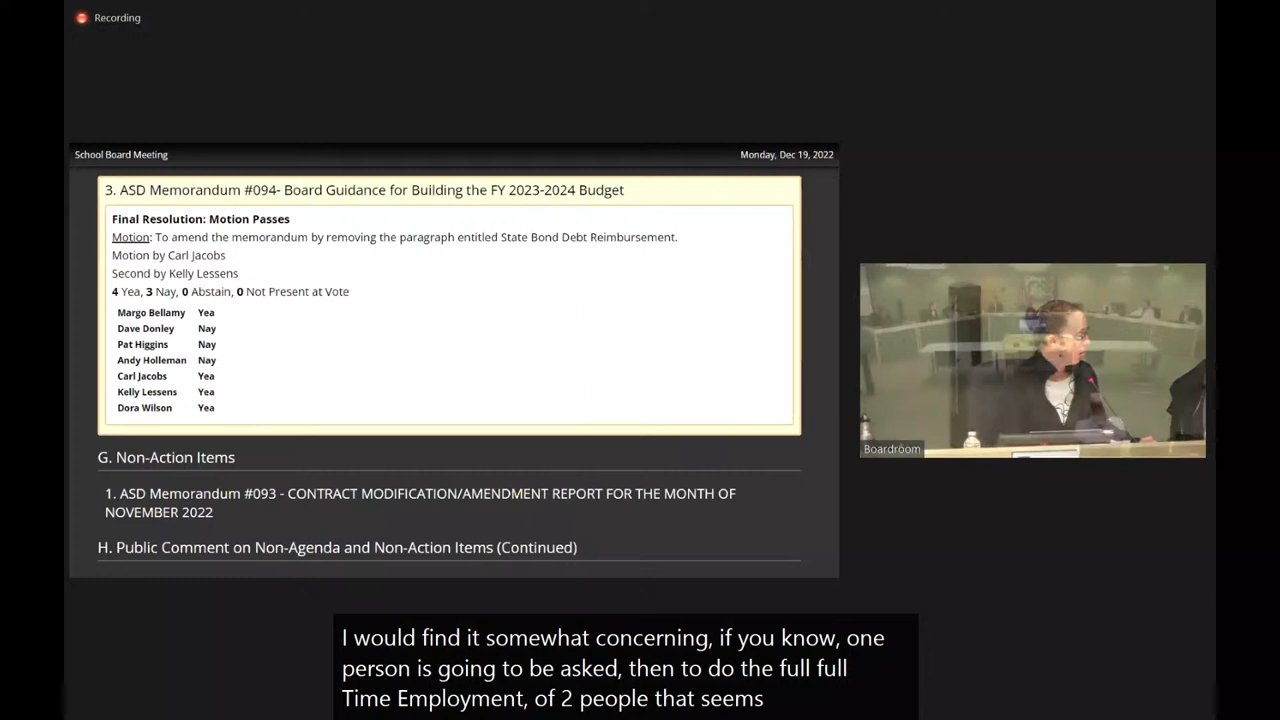 Recording
School Board Meeting
Monday, Dec 19, 2022
3. ASD Memorandum #094- Board Guidance for Building the FY 2023-2024 Budget
Final Resolution: Motion Passes
Motion: To amend the memorandum by removing the paragraph entitled State Bond Debt Reimbursement.
Motion by Carl Jacobs
Second by Kelly Lessens
4 Yea, 3 Nay, 0 Abstain, 0 Not Present at Vote
Margo Bellamy Yea
Dave Donley Nay
Pat Higgins Nay
Andy Holleman Nay
Carl Jacobs Yea
Kelly Lessens Yea
Dora Wilson Yea
G. Non-Action Items
1. ASD Memorandum #093 - CONTRACT MODIFICATION/AMENDMENT REPORT FOR THE MONTH OF
NOVEMBER 2022
H. Public Comment on Non-Agenda and Non-Action Items (Continued)
Boardroom
I would find it somewhat concerning, if you know, one
person is going to be asked, then to do the full full
Time Employment, of 2 people that seems